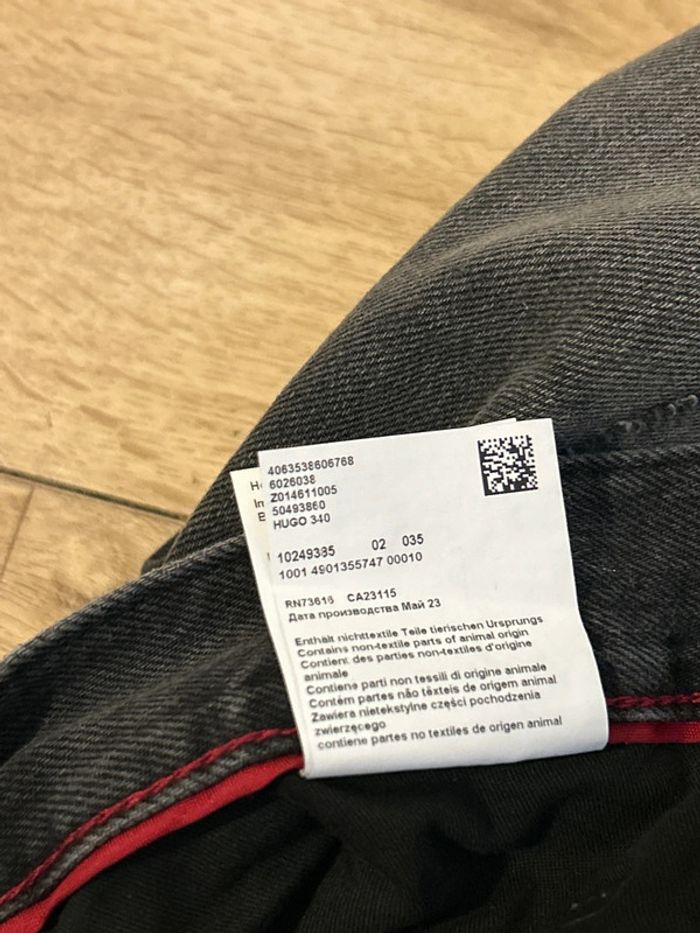 4063538606768
6026038
Z014611005
50493860
HUGO 340
10249385 02 035
1001 4901355747 00010
RN73616 CA23115
Дата производства Май 23
Enthält nichttextile Teile tierischen Ursprungs
Contains non-textile parts of animal origin
Contient des parties non-textiles d'origine
animale
Contiene parti non tessili di origine animale
Contém partes não têxteis de origem animal
Zawiera nietekstylne części pochodzenia
zwierzęcego
contiene partes no textiles de origen animal